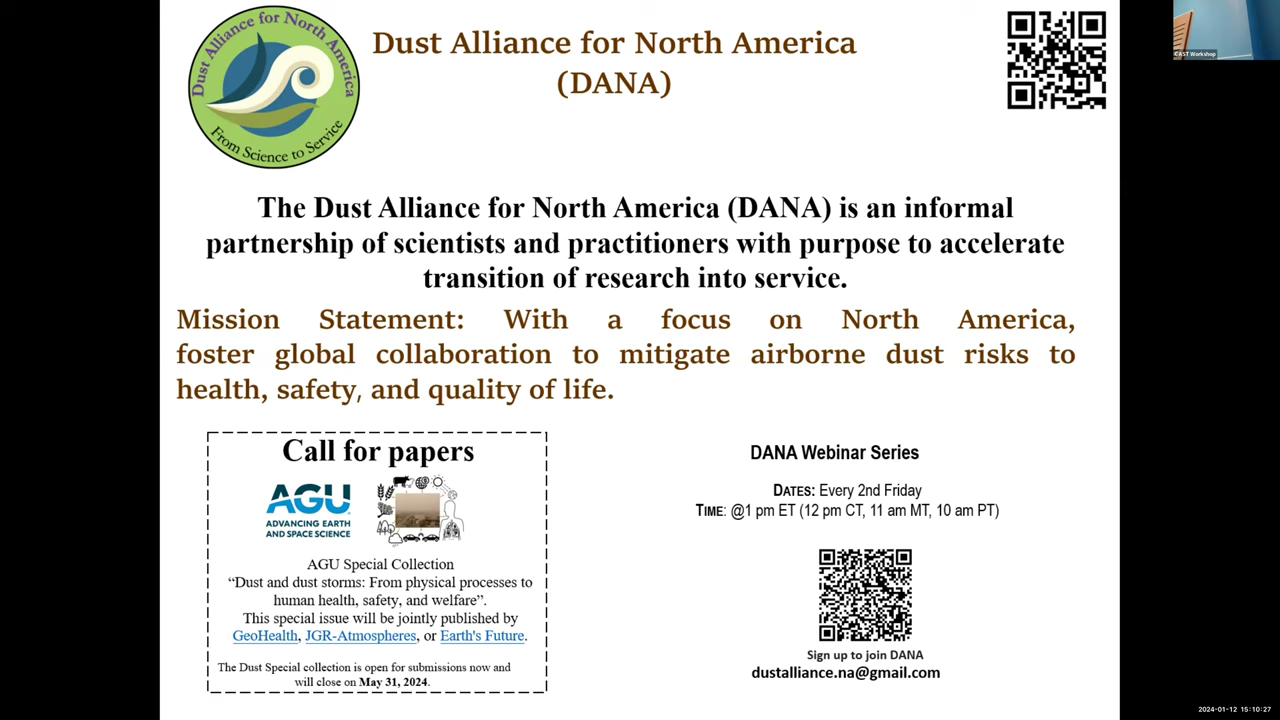 Dust Alliance for North America
From Science to Service
Dust Alliance for North America
(DANA)
CAST Workshop
The Dust Alliance for North America (DANA) is an informal
partnership of scientists and practitioners with purpose to accelerate
transition of research into service.
Mission Statement: With a focus on North America,
foster global collaboration to mitigate airborne dust risks to
health, safety, and quality of life.
Call for papers
AGU
ADVANCING EARTH
AND SPACE SCIENCE
AGU Special Collection
“Dust and dust storms: From physical processes to
human health, safety, and welfare”.
This special issue will be jointly published by
GeoHealth, JGR-Atmospheres, or Earth's Future.
The Dust Special collection is open for submissions now and
will close on May 31, 2024.
DANA Webinar Series
DATES: Every 2nd Friday
TIME: @1 pm ET (12 pm CT, 11 am MT, 10 am PT)
Sign up to join DANA
dustalliance.na@gmail.com
2024-01-12 15:10:27